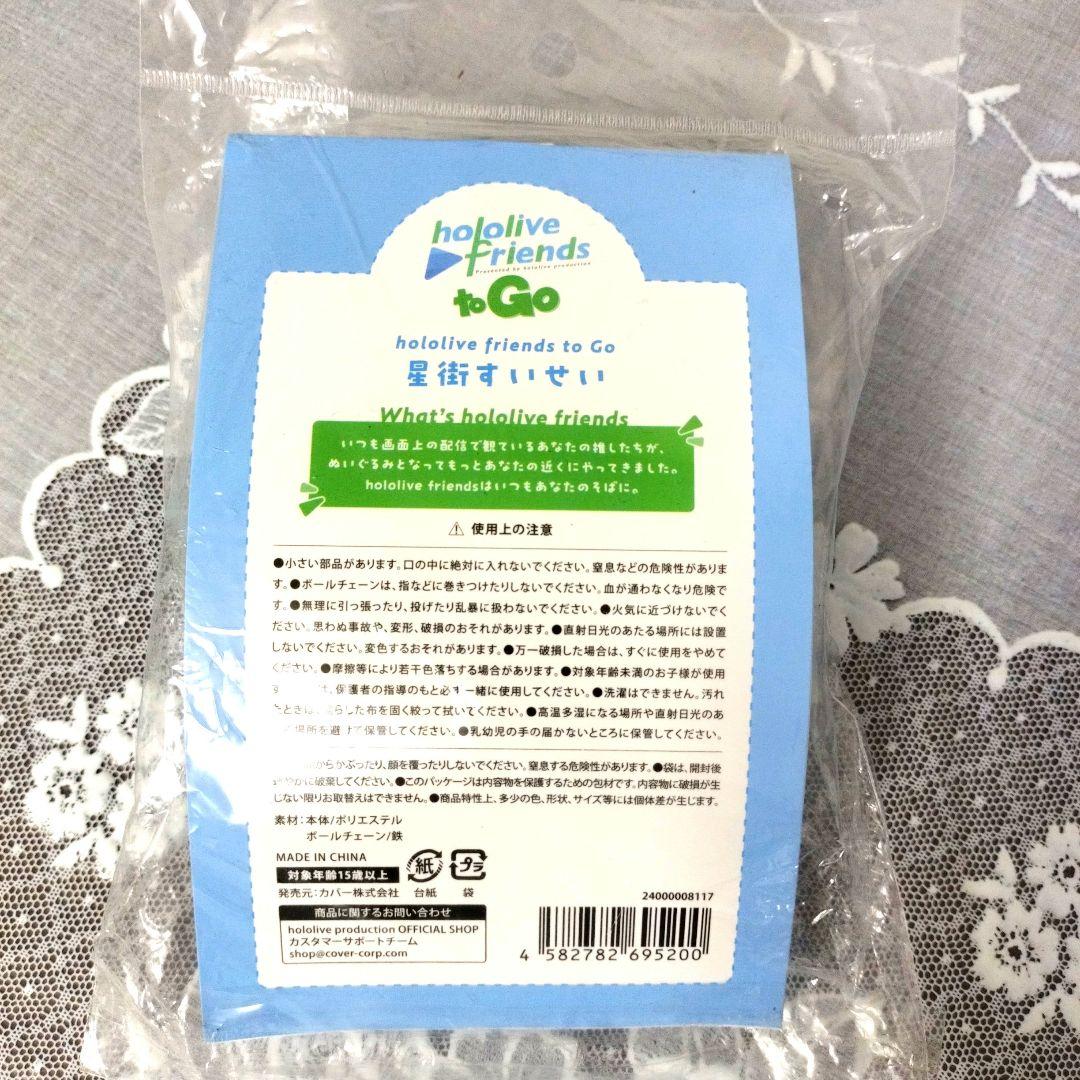 hololive
friends
Presented by hololive production
to Go
hololive friends to Go
星街すいせい
What's hololive friends
いつも画面上の配信で観ているあなたの推したちが、
ぬいぐるみとなってもっとあなたの近くにやってきました。
hololive friendsはいつもあなたのそばに。
使用上の注意
●小さい部品があります。口の中に絶対に入れないでください。窒息などの危険性がありま
す。●ボールチェーンは、指などに巻きつけたりしないでください。血が通わなくなり危険で
す。●無理に引っ張ったり、投げたり乱暴に扱わないでください。●火気に近づけないでく
ださい。思わぬ事故や、変形、破損のおそれがあります。●直射日光のあたる場所には設置
しないでください。変色するおそれがあります。●万一破損した場合は、すぐに使用をやめて
ください。●摩擦等により若干色落ちする場合があります。●対象年齢未満のお子様が使用
す は、保護者の指導のもと必ず一緒に使用してください。●洗濯はできません。汚れ
たときは、らした布を固く絞って拭いてください。●高温多湿になる場所や直射日光のあ
場所を避けて保管してください。●乳幼児の手の届かないところに保管してください。
からかぶったり、顔を覆ったりしないでください。窒息する危険性があります。●袋は、開封後
やかに破棄してください。●このパッケージは内容物を保護するための包材です。内容物に破損が生
じない限りお取替えはできません。●商品特性上、多少の色、形状、サイズ等には個体差が生じます。
素材：本体/ポリエステル
ボールチェーン/鉄
MADE IN CHINA
対象年齢15歳以上
発売元：カバー株式会社
紙
台紙
プラ
袋
商品に関するお問い合わせ
hololive production OFFICIAL SHOP
カスタマーサポートチーム
shop@cover-corp.com
24000008117
4 582782 695200